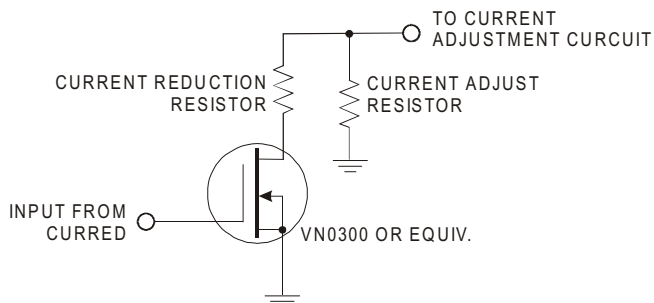 TO CURRENT
ADJUSTMENT CURCUIT
CURRENT REDUCTION
RESISTOR
CURRENT ADJUST
RESISTOR
INPUT FROM
CURRED
VN0300 OR EQUIV.